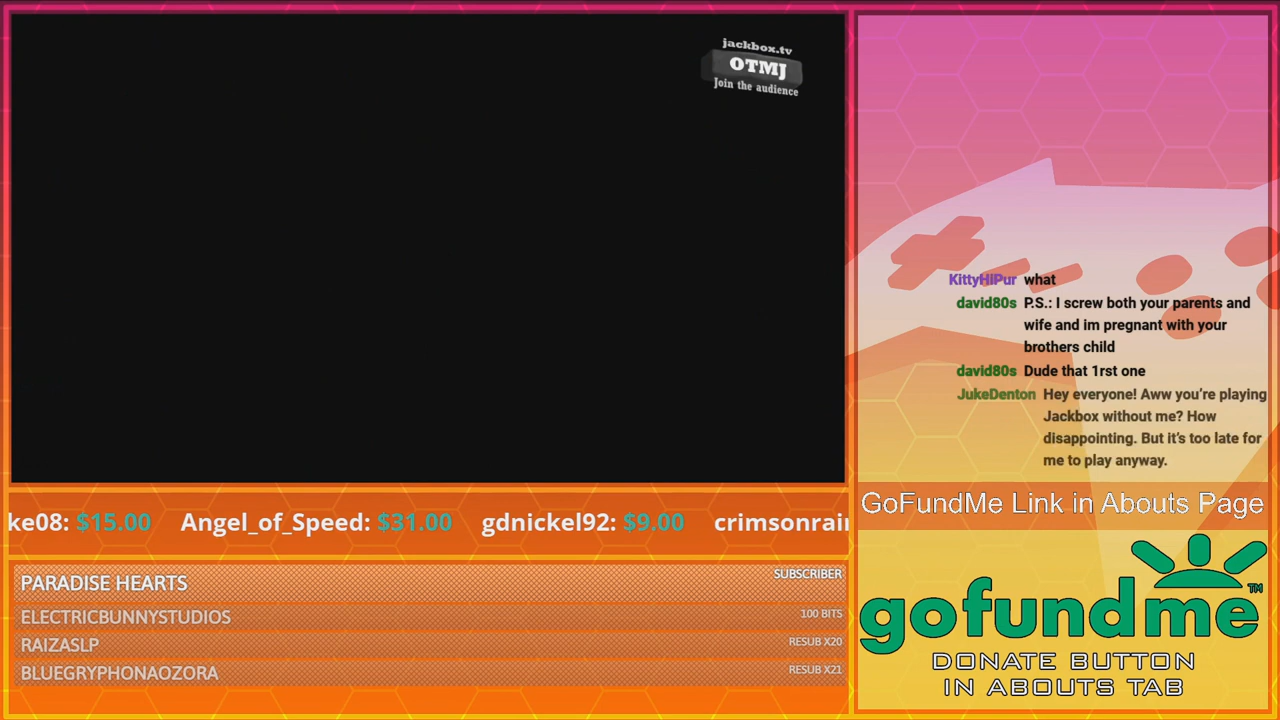 jackbox.tv
OTMJ
Join the audience
KittyHiPur what
david80s P.S.: I screw both your parents and
wife and im pregnant with your
brothers child
david80s Dude that 1rst one
JukeDenton Hey everyone! Aww you're playing
Jackbox without me? How
disappointing. But it's too late for
me to play anyway.
GoFundMe Link in Abouts Page
gofundme™
DONATE BUTTON
IN ABOUTS TAB
ke08: $15.00 Angel_of_Speed: $31.00 gdnickel92: $9.00 crimsonrain
PARADISE HEARTS SUBSCRIBER
ELECTRICBUNNYSTUDIOS 100 BITS
RAIZASLP RESUB X20
BLUEGRYPHONAOZORA RESUB X21